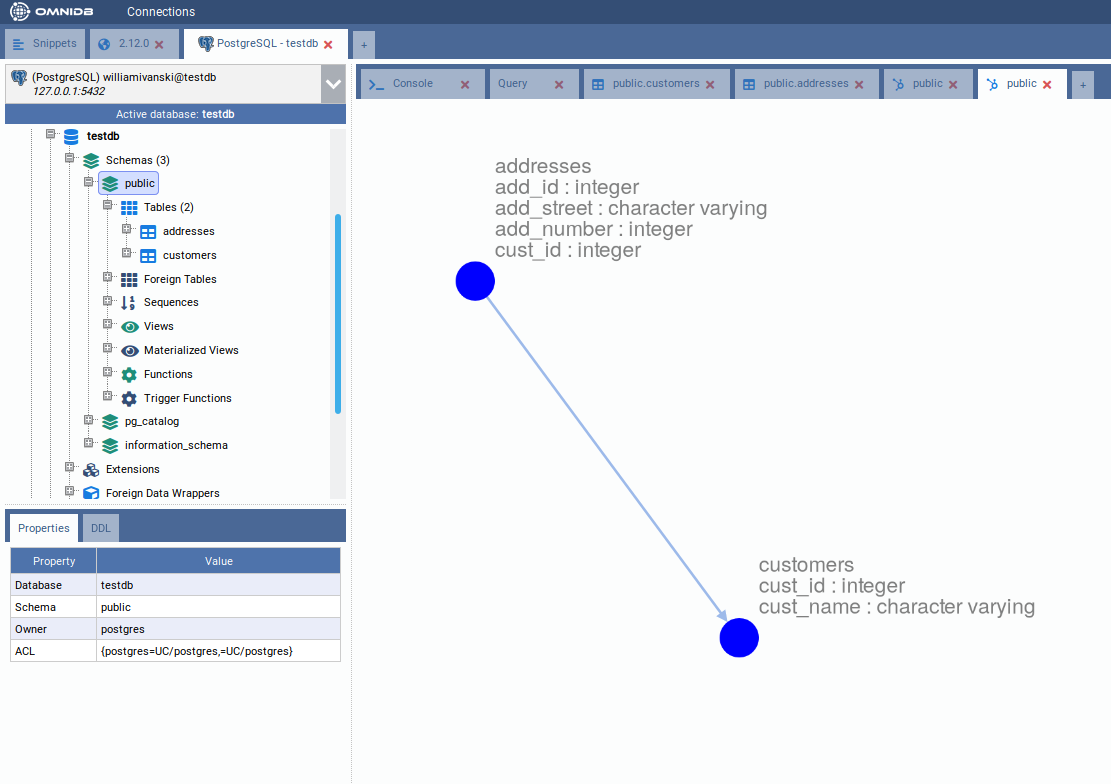 OMNIDB Connections
Snippets 2.12.0 PostgreSQL - testdb +
(PostgreSQL) williamivanski@testdb
127.0.0.1:5432
Active database: testdb
testdb
Schemas (3)
public
Tables (2)
addresses
customers
Foreign Tables
Sequences
Views
Materialized Views
Functions
Trigger Functions
pg_catalog
information_schema
Extensions
Foreign Data Wrappers
Properties DDL
Property Value
Database testdb
Schema public
Owner postgres
ACL {postgres=UC/postgres,=UC/postgres}
Console Query public.customers public.addresses public public +
addresses
add_id : integer
add_street : character varying
add_number : integer
cust_id : integer
customers
cust_id : integer
cust_name : character varying